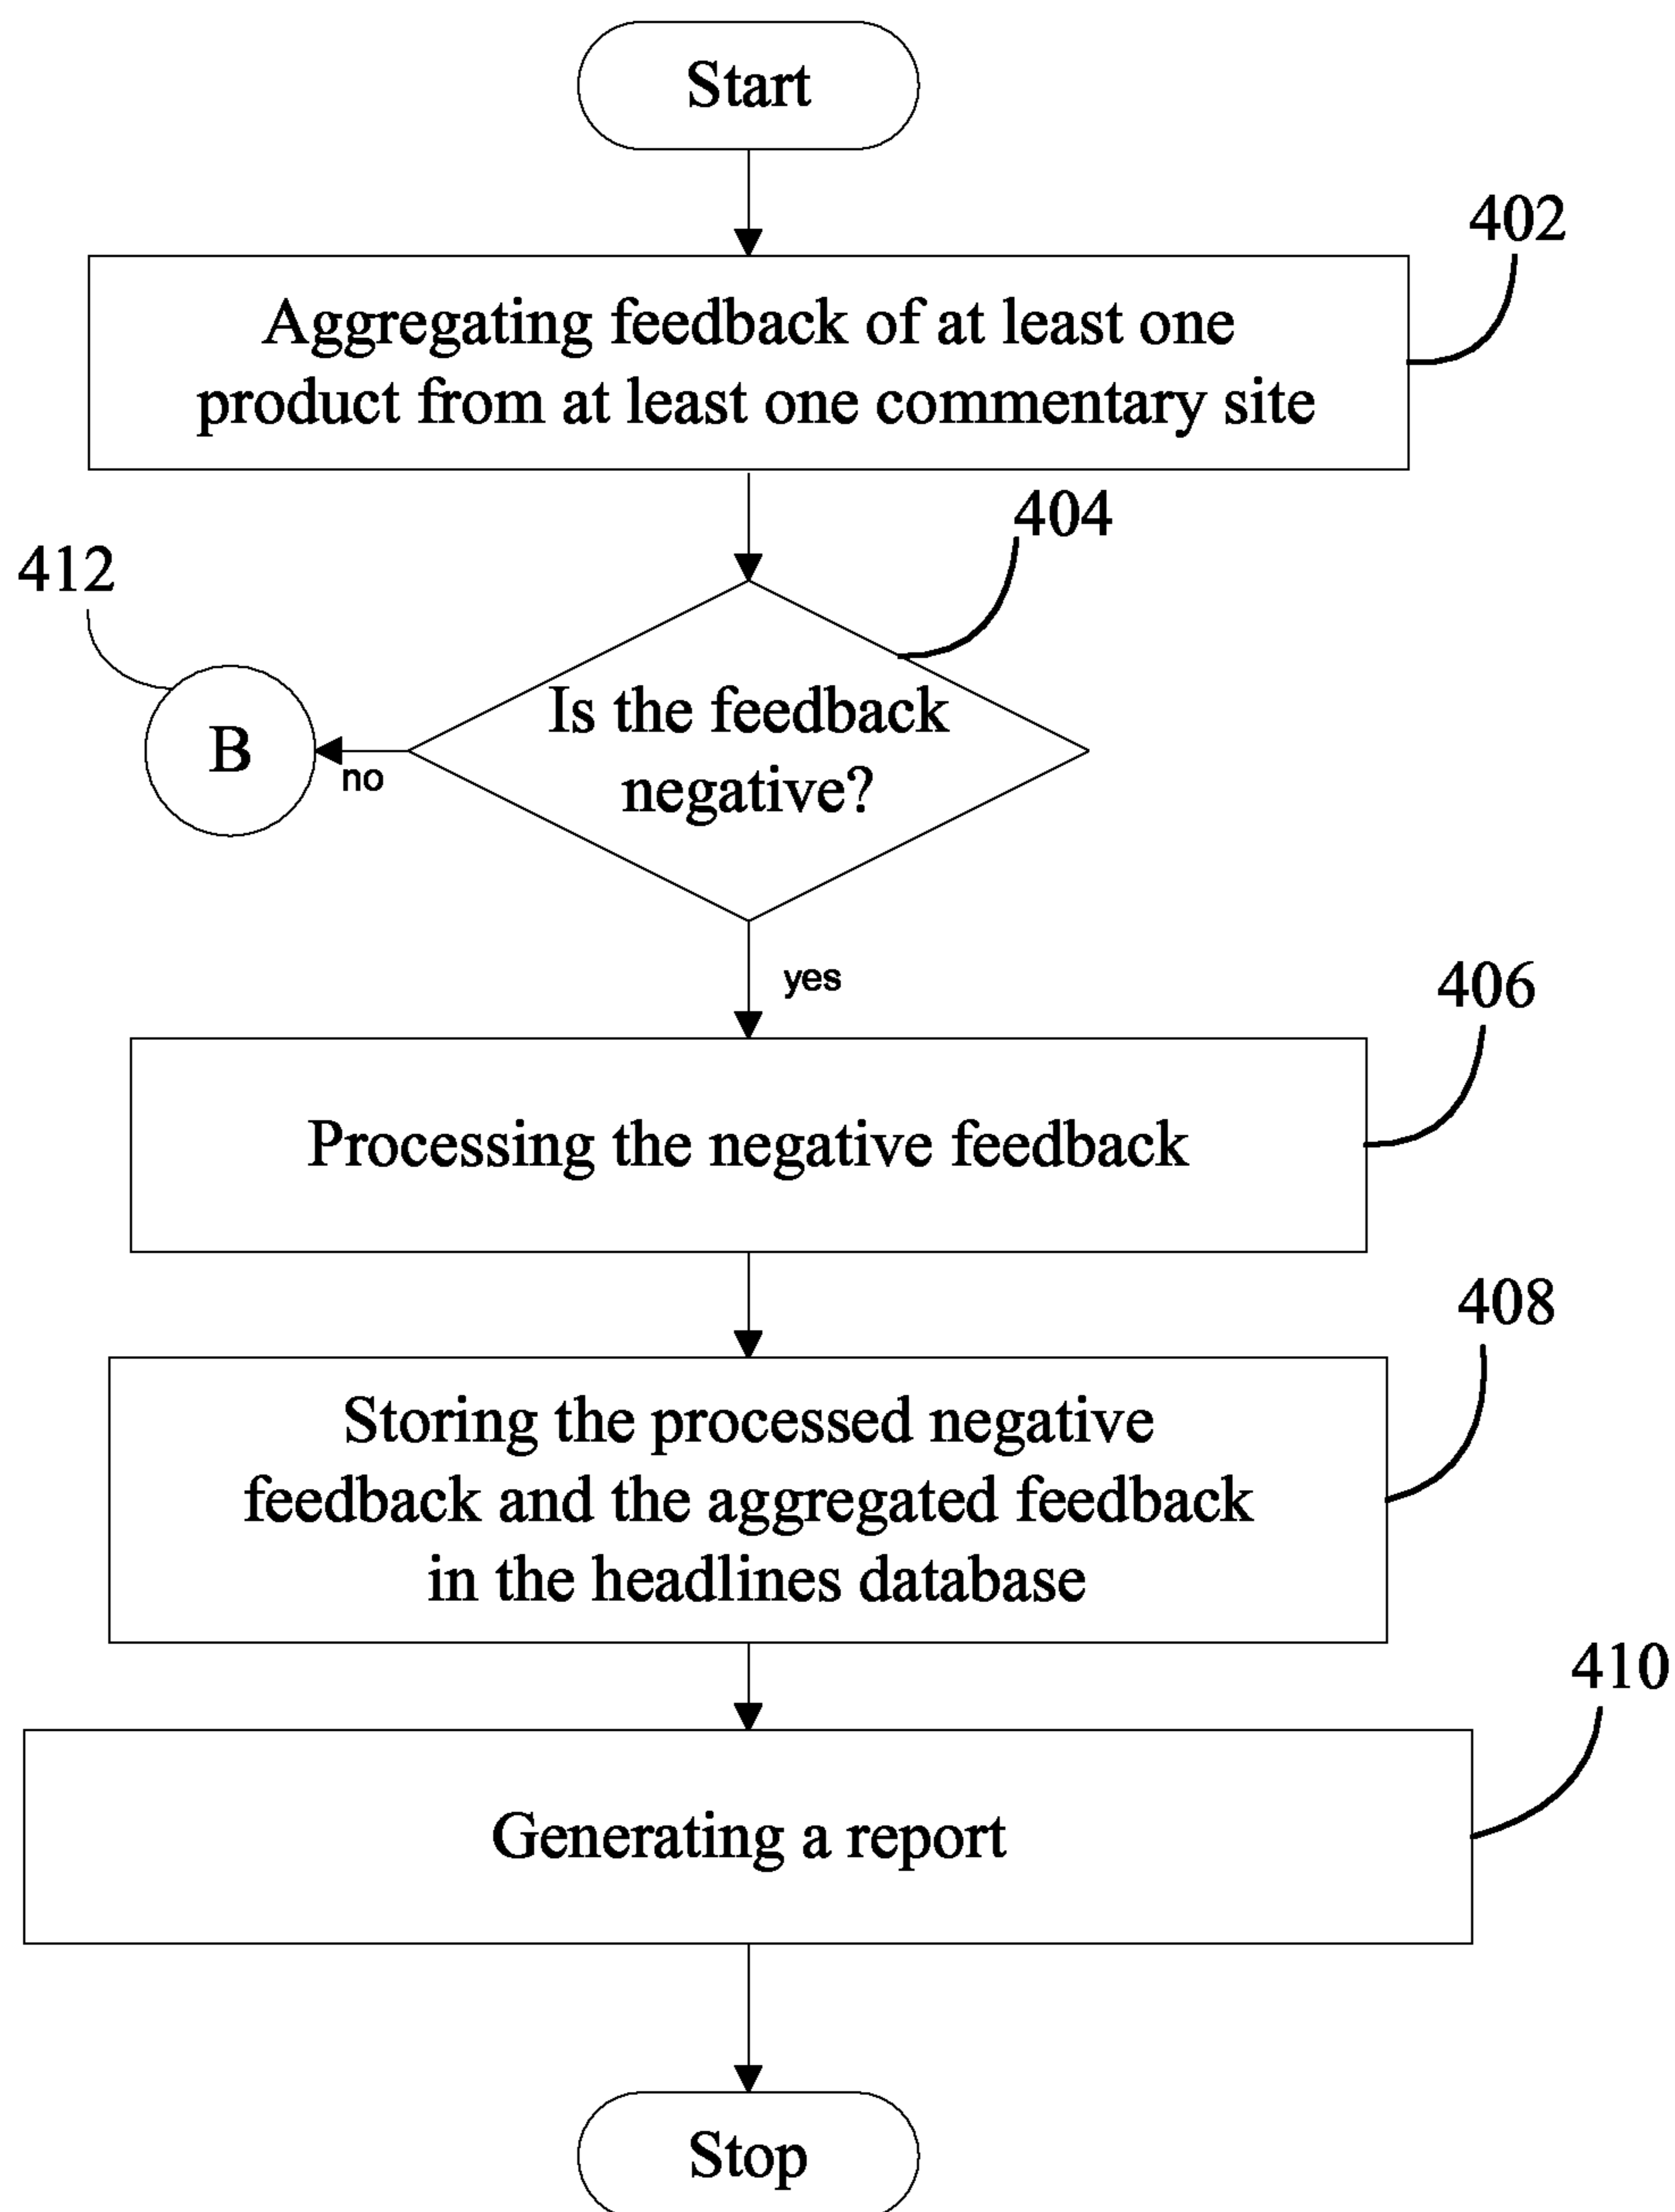 Start
402
Aggregating feedback of at least one
product from at least one commentary site
404
412
Is the feedback
negative?
B
no
yes
406
Processing the negative feedback
408
Storing the processed negative
feedback and the aggregated feedback
in the headlines database
410
Generating a report
Stop